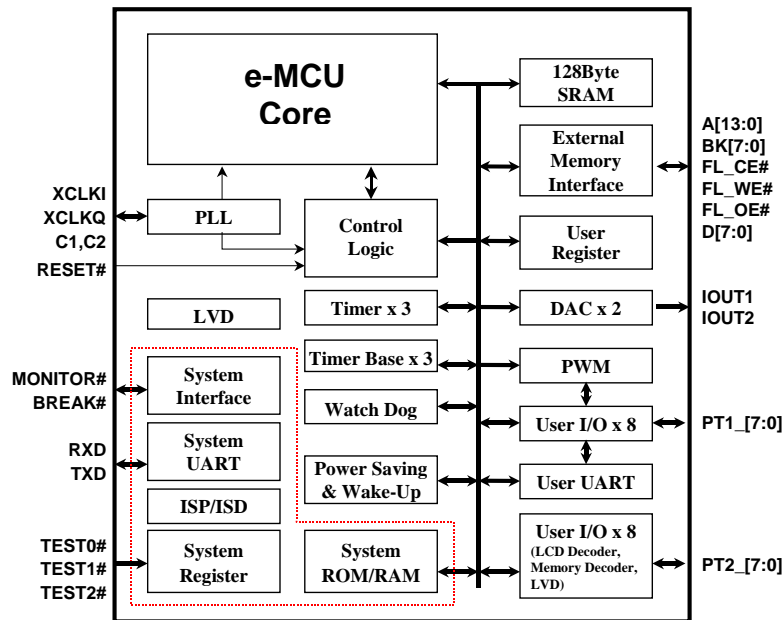 e-MCU
Core
128Byte
SRAM
External
Memory
Interface
A[13:0]
BK[7:0]
FL_CE#
FL_WE#
FL_OE#
D[7:0]
XCLKI
XCLKQ
C1,C2
RESET#
PLL
Control
Logic
User
Register
LVD
Timer x 3
DAC x 2
IOUT1
IOUT2
Timer Base x 3
PWM
MONITOR#
BREAK#
System
Interface
Watch Dog
User I/O x 8
PT1_[7:0]
RXD
TXD
System
UART
Power Saving
& Wake-Up
User UART
ISP/ISD
TEST0#
TEST1#
TEST2#
System
Register
System
ROM/RAM
User I/O x 8
(LCD Decoder,
Memory Decoder,
LVD)
PT2_[7:0]